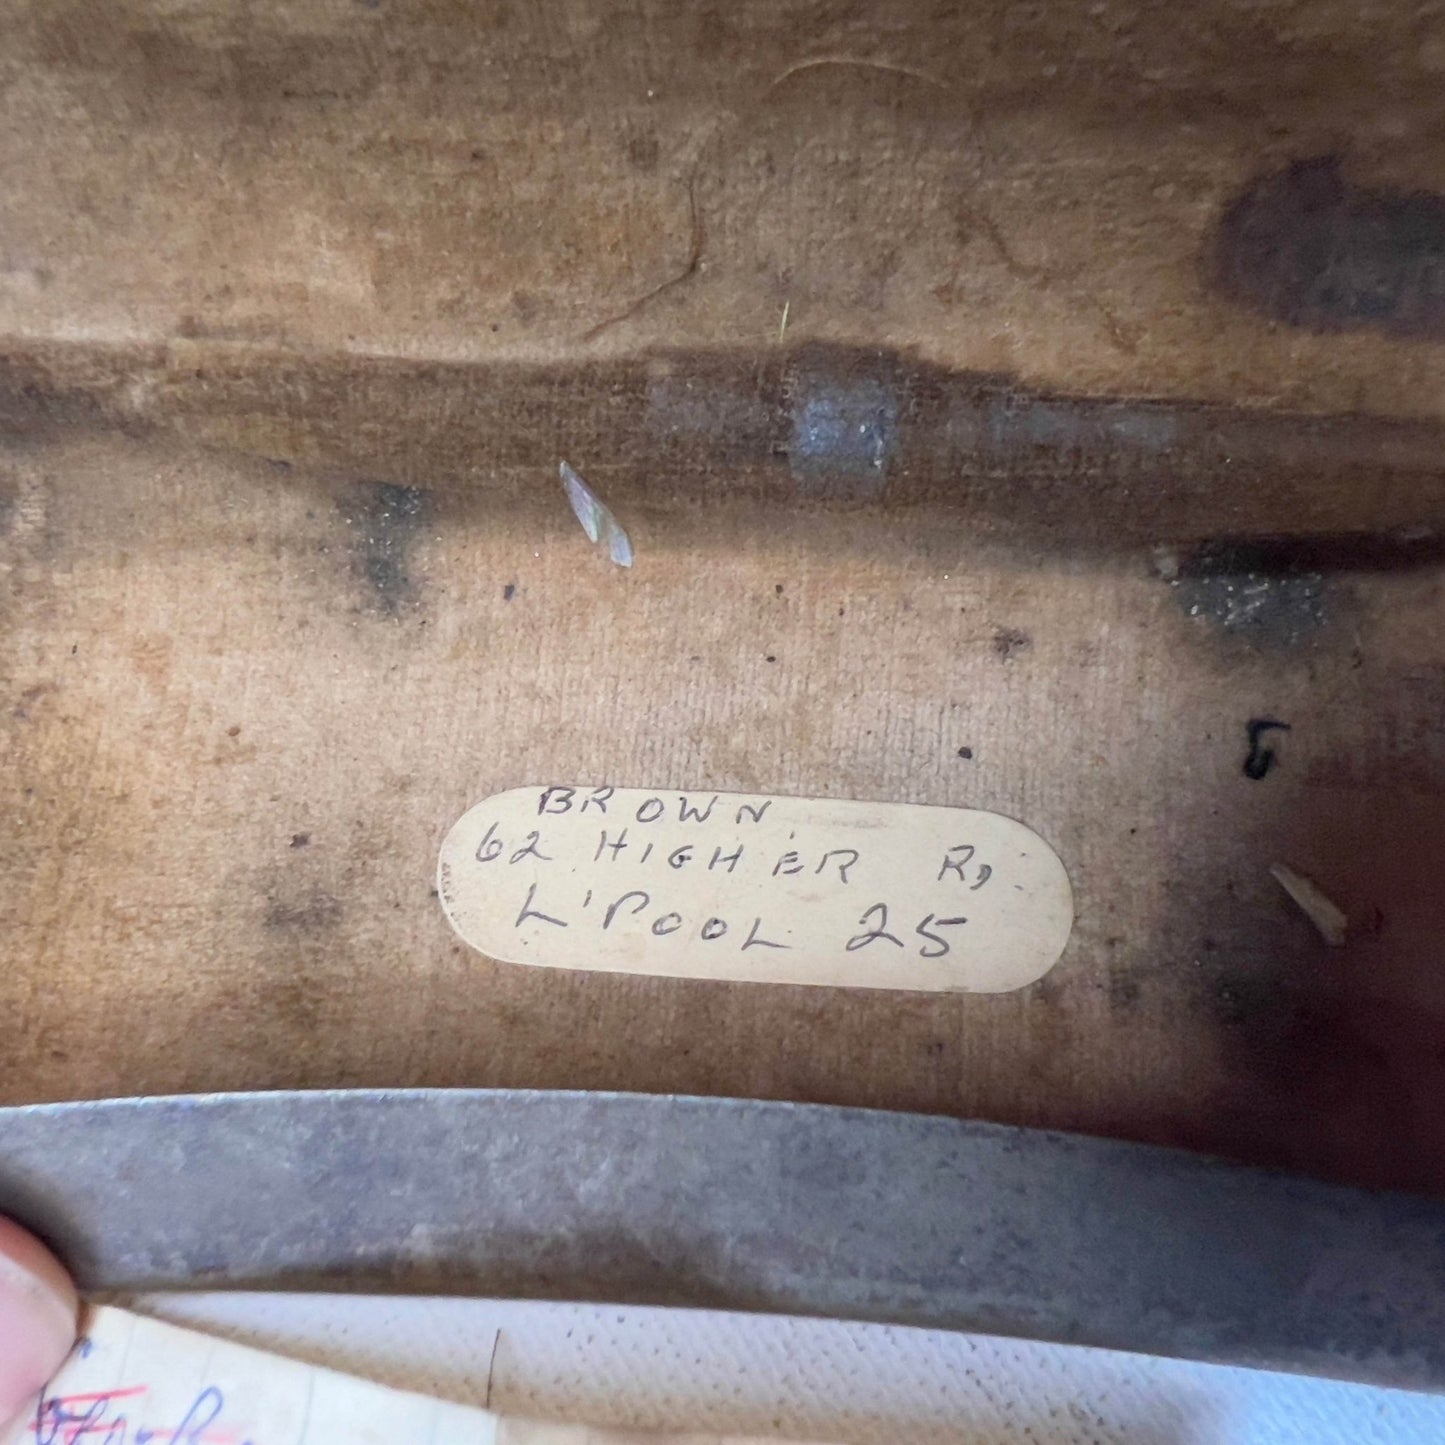 BROWN.
62 HIGHER RD.
L'POOL 25